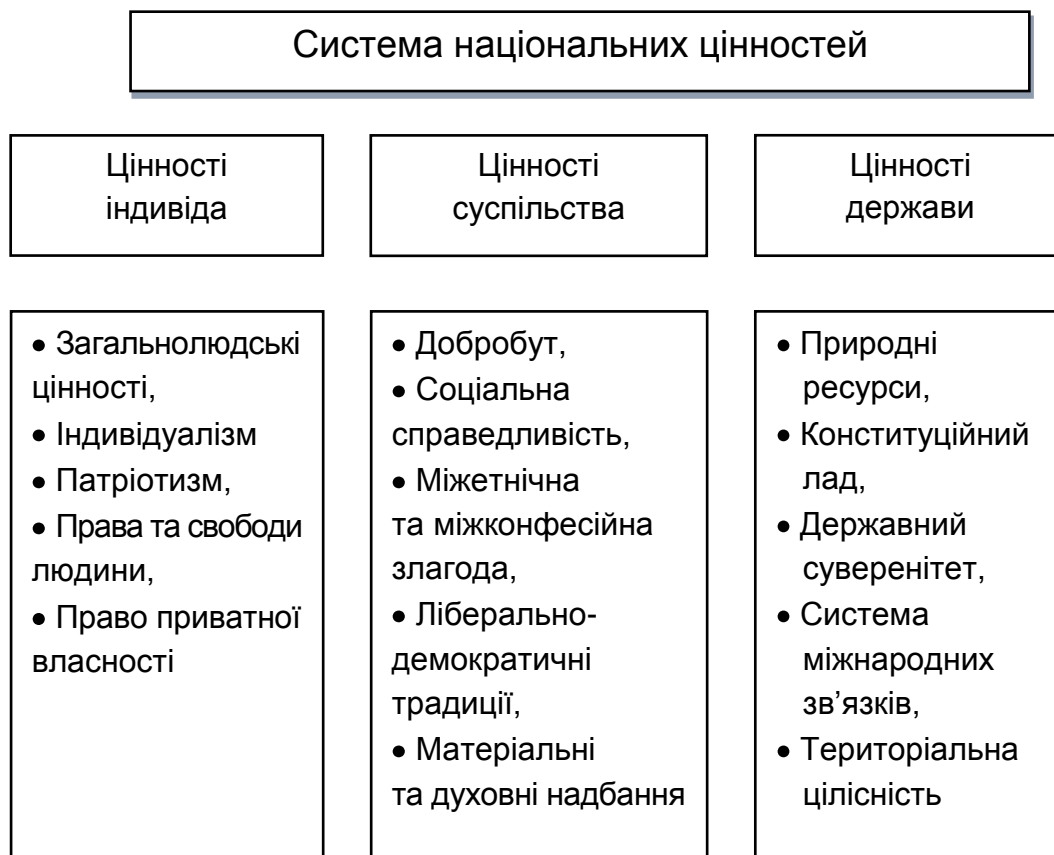 Система національних цінностей
Цінності
індивіда
Цінності
суспільства
Цінності
держави
• Загальнолюдські
цінності,
• Індивідуалізм
• Патріотизм,
• Права та свободи
людини,
• Право приватної
власності
• Добробут,
• Соціальна
справедливість,
• Міжетнічна
та міжконфесійна
злагода,
• Ліберально-
демократичні
традиції,
• Матеріальні
та духовні надбання
• Природні
ресурси,
• Конституційний
лад,
• Державний
суверенітет,
• Система
міжнародних
зв’язків,
• Територіальна
цілісність